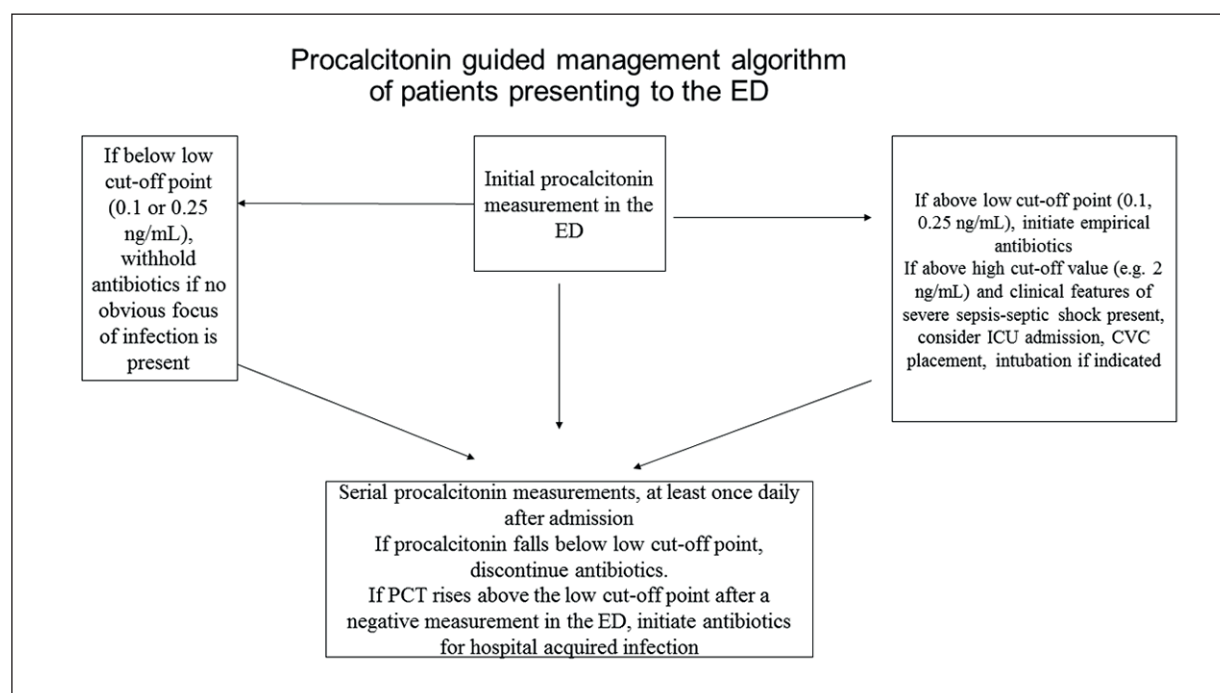 Procalcitonin guided management algorithm
of patients presenting to the ED
If below low
cut-off point
(0.1 or 0.25
ng/mL),
withhold
antibiotics if no
obvious focus
of infection is
present
Initial procalcitonin
measurement in the
ED
If above low cut-off point (0.1,
0.25 ng/mL), initiate empirical
antibiotics
If above high cut-off value (e.g. 2
ng/mL) and clinical features of
severe sepsis-septic shock present,
consider ICU admission, CVC
placement, intubation if indicated
Serial procalcitonin measurements, at least once daily
after admission
If procalcitonin falls below low cut-off point,
discontinue antibiotics.
If PCT rises above the low cut-off point after a
negative measurement in the ED, initiate antibiotics
for hospital acquired infection